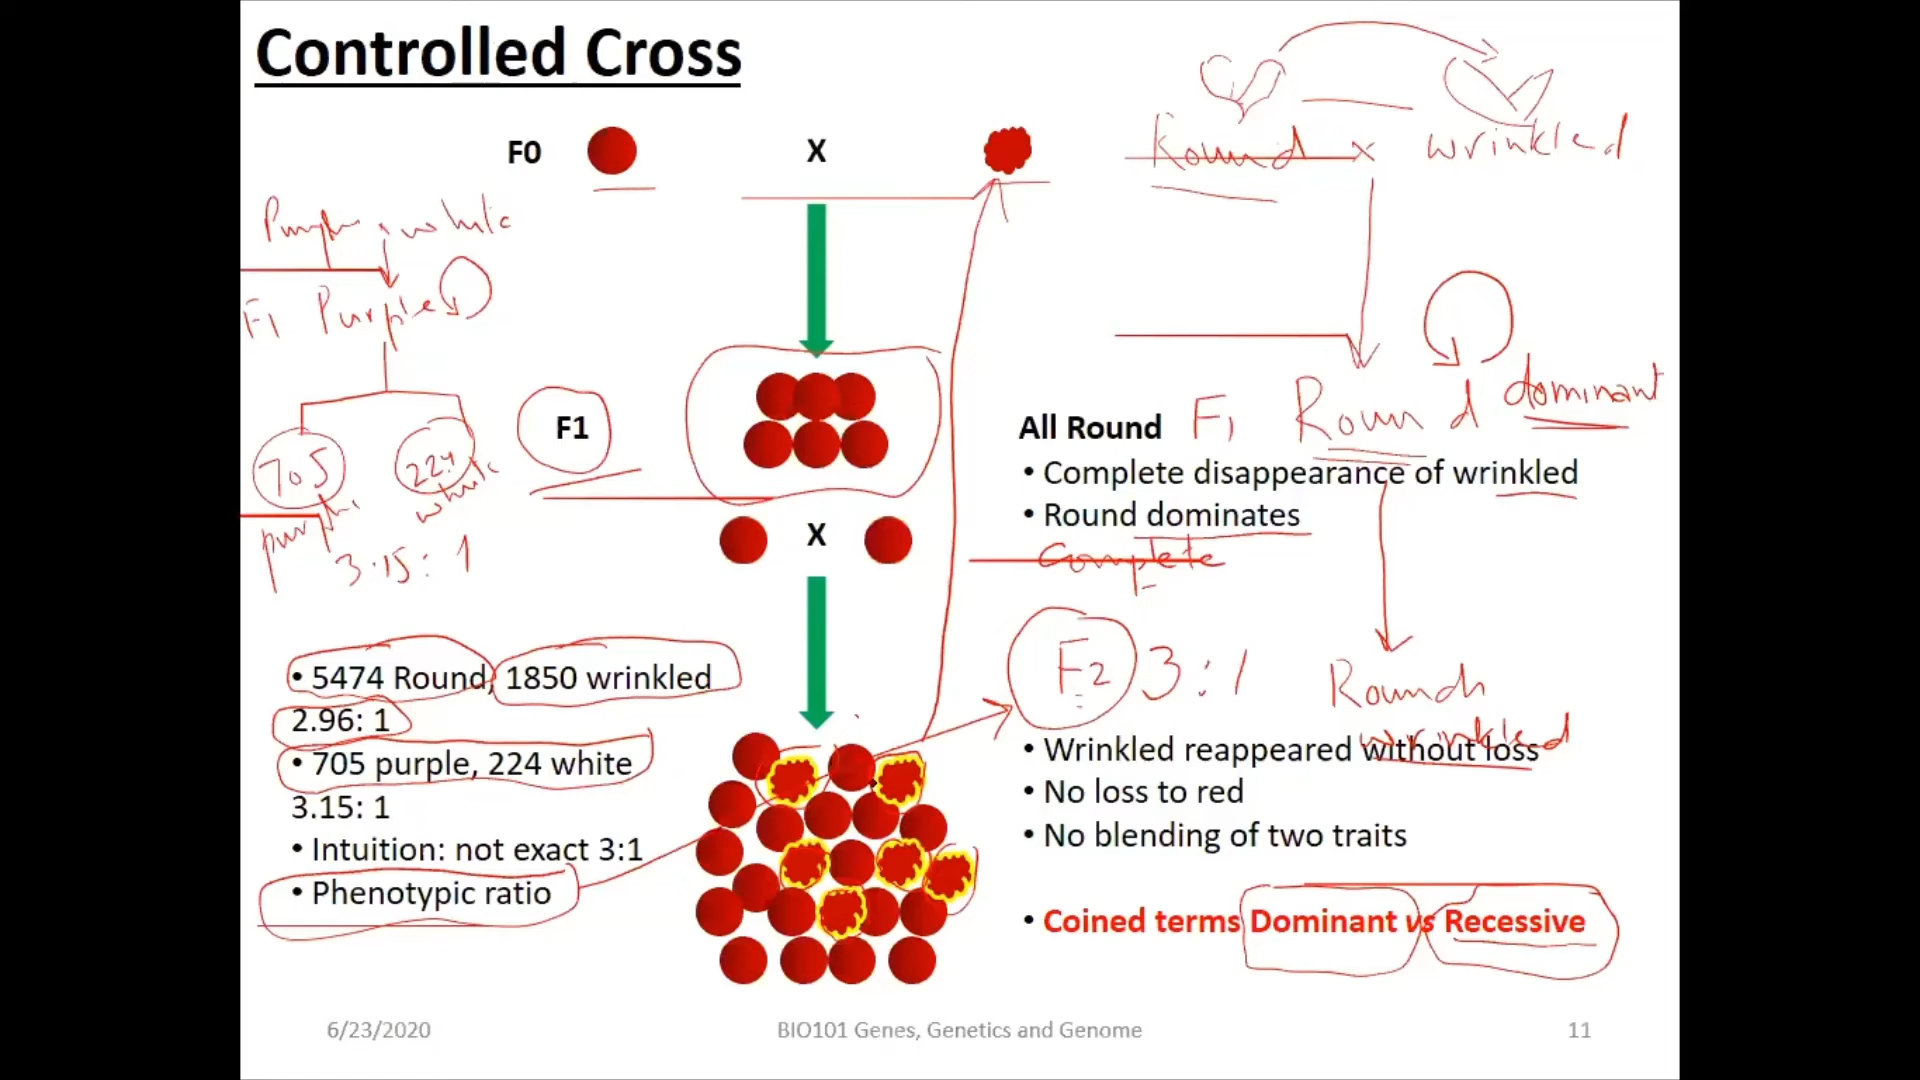 Controlled Cross
F0
X
Round x wrinkled
Purple x white
F1 Purple
F1
All Round
F1 Round dominant
• Complete disappearance of wrinkled
• Round dominates
Complete
705
224
purple
white
3.15: 1
X
F2 3:1
Round
wrinkled
• 5474 Round, 1850 wrinkled
2.96: 1
• 705 purple, 224 white
3.15: 1
• Intuition: not exact 3:1
• Phenotypic ratio
• Wrinkled reappeared without loss
• No loss to red
• No blending of two traits
• Coined terms Dominant vs Recessive
6/23/2020
BIO101 Genes, Genetics and Genome
11